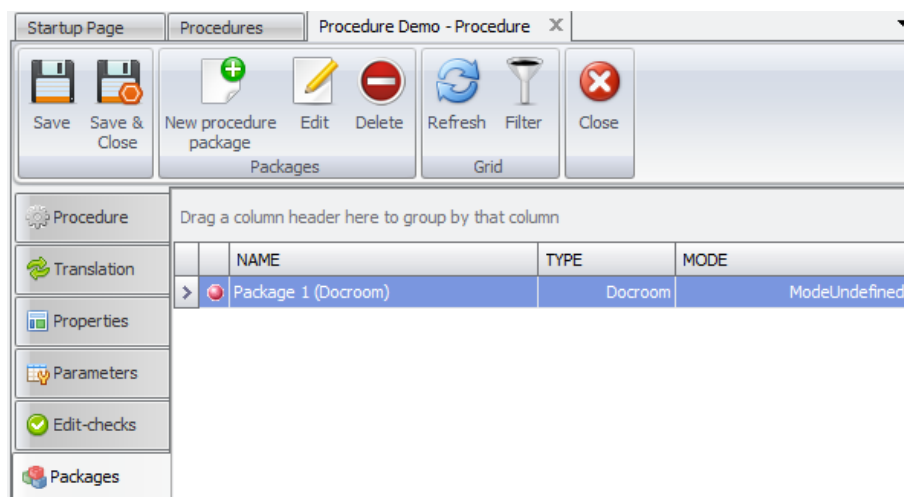 Startup Page Procedures Procedure Demo - Procedure
Save Save & Close New procedure package Edit Delete Refresh Filter Close
Packages Grid
Procedure
Translation
Properties
Parameters
Edit-checks
Packages
Drag a column header here to group by that column
NAME TYPE MODE
Package 1 (Docroom) Docroom ModeUndefined